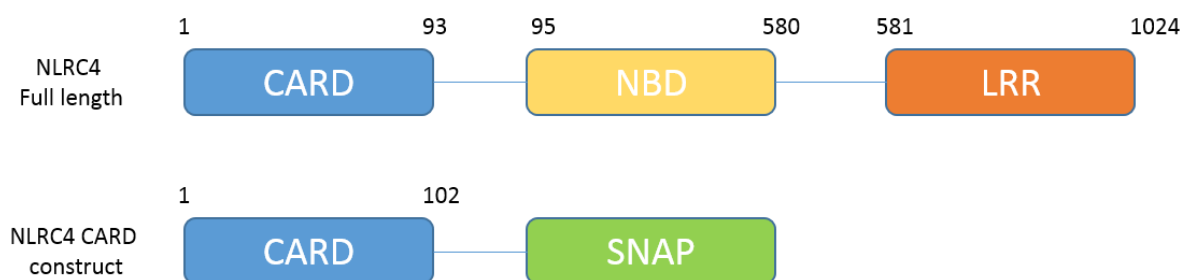 1 93 95 580 581 1024
NLRC4
Full length
CARD NBD LRR
1 102
NLRC4 CARD
construct
CARD SNAP